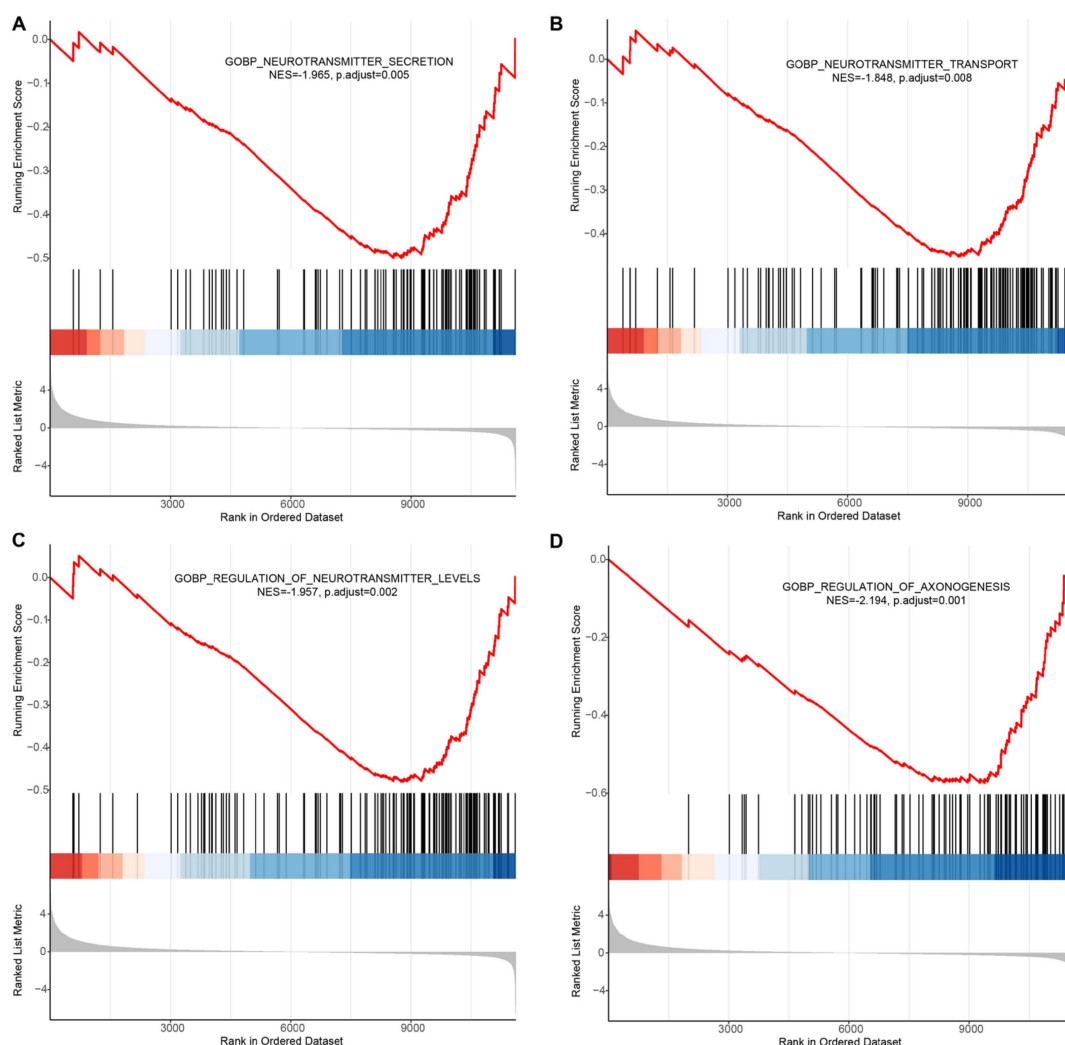 A
Running Enrichment Score
0.0
−0.1
−0.2
−0.3
−0.4
−0.5
GOBP_NEUROTRANSMITTER_SECRETION
NES=-1.965, p.adjust=0.005
Ranked List Metric
4
0
−4
3000 6000 9000
Rank in Ordered Dataset
B
Running Enrichment Score
0.0
−0.1
−0.2
−0.3
−0.4
GOBP_NEUROTRANSMITTER_TRANSPORT
NES=-1.848, p.adjust=0.008
Ranked List Metric
4
0
−4
3000 6000 9000
Rank in Ordered Dataset
C
Running Enrichment Score
0.0
−0.1
−0.2
−0.3
−0.4
−0.5
GOBP_REGULATION_OF_NEUROTRANSMITTER_LEVELS
NES=-1.957, p.adjust=0.002
Ranked List Metric
4
0
−4
3000 6000 9000
Rank in Ordered Dataset
D
Running Enrichment Score
0.0
−0.2
−0.4
−0.6
GOBP_REGULATION_OF_AXONOGENESIS
NES=-2.194, p.adjust=0.001
Ranked List Metric
4
0
−4
3000 6000 9000
Rank in Ordered Dataset